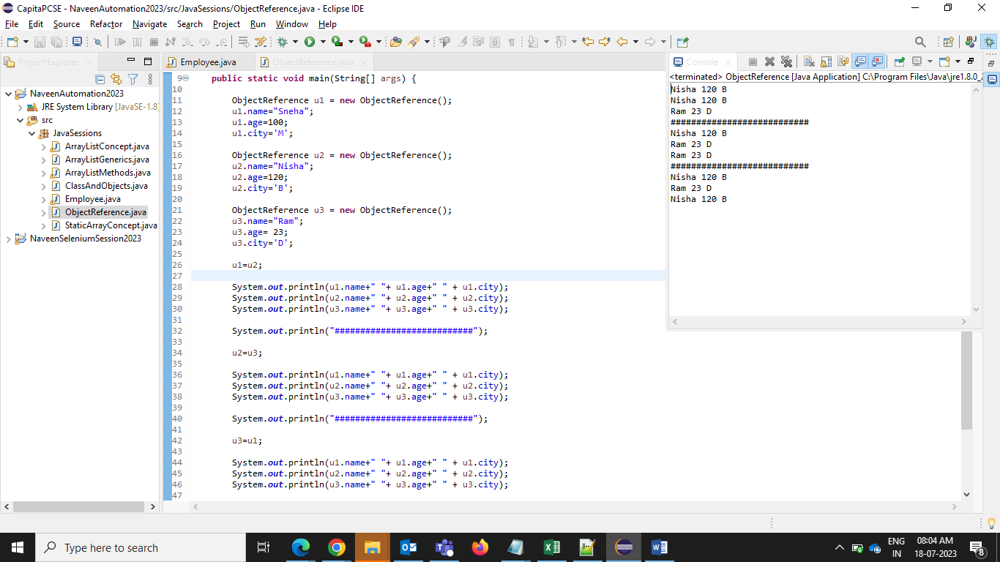 CapitaPCSE - NaveenAutomation2023/src/JavaSessions/ObjectReference.java - Eclipse IDE
File Edit Source Refactor Navigate Search Project Run Window Help
Project Explorer
NaveenAutomation2023
JRE System Library [JavaSE-1.8]
src
JavaSessions
ArrayListConcept.java
ArrayListGenerics.java
ArrayListMethods.java
ClassAndObjects.java
Employee.java
ObjectReference.java
StaticArrayConcept.java
NaveenSeleniumSession2023
Employee.java ObjectReference.java
9 public static void main(String[] args) {
10
11 ObjectReference u1 = new ObjectReference();
12 u1.name="Sneha";
13 u1.age=100;
14 u1.city='M';
15
16 ObjectReference u2 = new ObjectReference();
17 u2.name="Nisha";
18 u2.age=120;
19 u2.city='B';
20
21 ObjectReference u3 = new ObjectReference();
22 u3.name="Ram";
23 u3.age= 23;
24 u3.city='D';
25
26 u1=u2;
27
28 System.out.println(u1.name+" "+ u1.age+" " + u1.city);
29 System.out.println(u2.name+" "+ u2.age+" " + u2.city);
30 System.out.println(u3.name+" "+ u3.age+" " + u3.city);
31
32 System.out.println("###########################");
33
34 u2=u3;
35
36 System.out.println(u1.name+" "+ u1.age+" " + u1.city);
37 System.out.println(u2.name+" "+ u2.age+" " + u2.city);
38 System.out.println(u3.name+" "+ u3.age+" " + u3.city);
39
40 System.out.println("###########################");
41
42 u3=u1;
43
44 System.out.println(u1.name+" "+ u1.age+" " + u1.city);
45 System.out.println(u2.name+" "+ u2.age+" " + u2.city);
46 System.out.println(u3.name+" "+ u3.age+" " + u3.city);
47
Console
<terminated> ObjectReference [Java Application] C:\Program Files\Java\jre1.8.0_
Nisha 120 B
Nisha 120 B
Ram 23 D
###########################
Nisha 120 B
Ram 23 D
Ram 23 D
###########################
Nisha 120 B
Ram 23 D
Nisha 120 B
Type here to search
ENG
IN
08:04 AM
18-07-2023
8